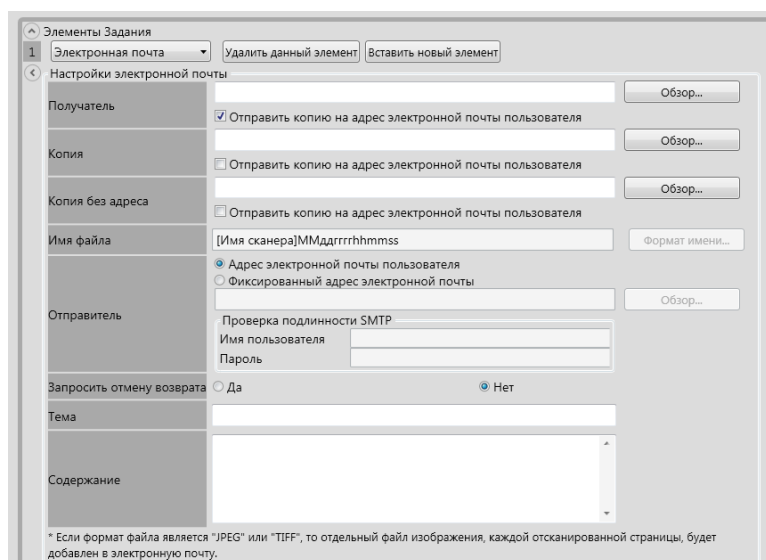 Элементы Задания
1 Электронная почта Удалить данный элемент Вставить новый элемент
Настройки электронной почты
Получатель Обзор...
Отправить копию на адрес электронной почты пользователя
Копия Обзор...
Отправить копию на адрес электронной почты пользователя
Копия без адреса Обзор...
Отправить копию на адрес электронной почты пользователя
Имя файла [Имя сканера]ММддггггhhmmss Формат имени...
Отправитель
Адрес электронной почты пользователя
Фиксированный адрес электронной почты
Обзор...
Проверка подлинности SMTP
Имя пользователя
Пароль
Запросить отмену возврата Да Нет
Тема
Содержание
* Если формат файла является "JPEG" или "TIFF", то отдельный файл изображения, каждой отсканированной страницы, будет
добавлен в электронную почту.